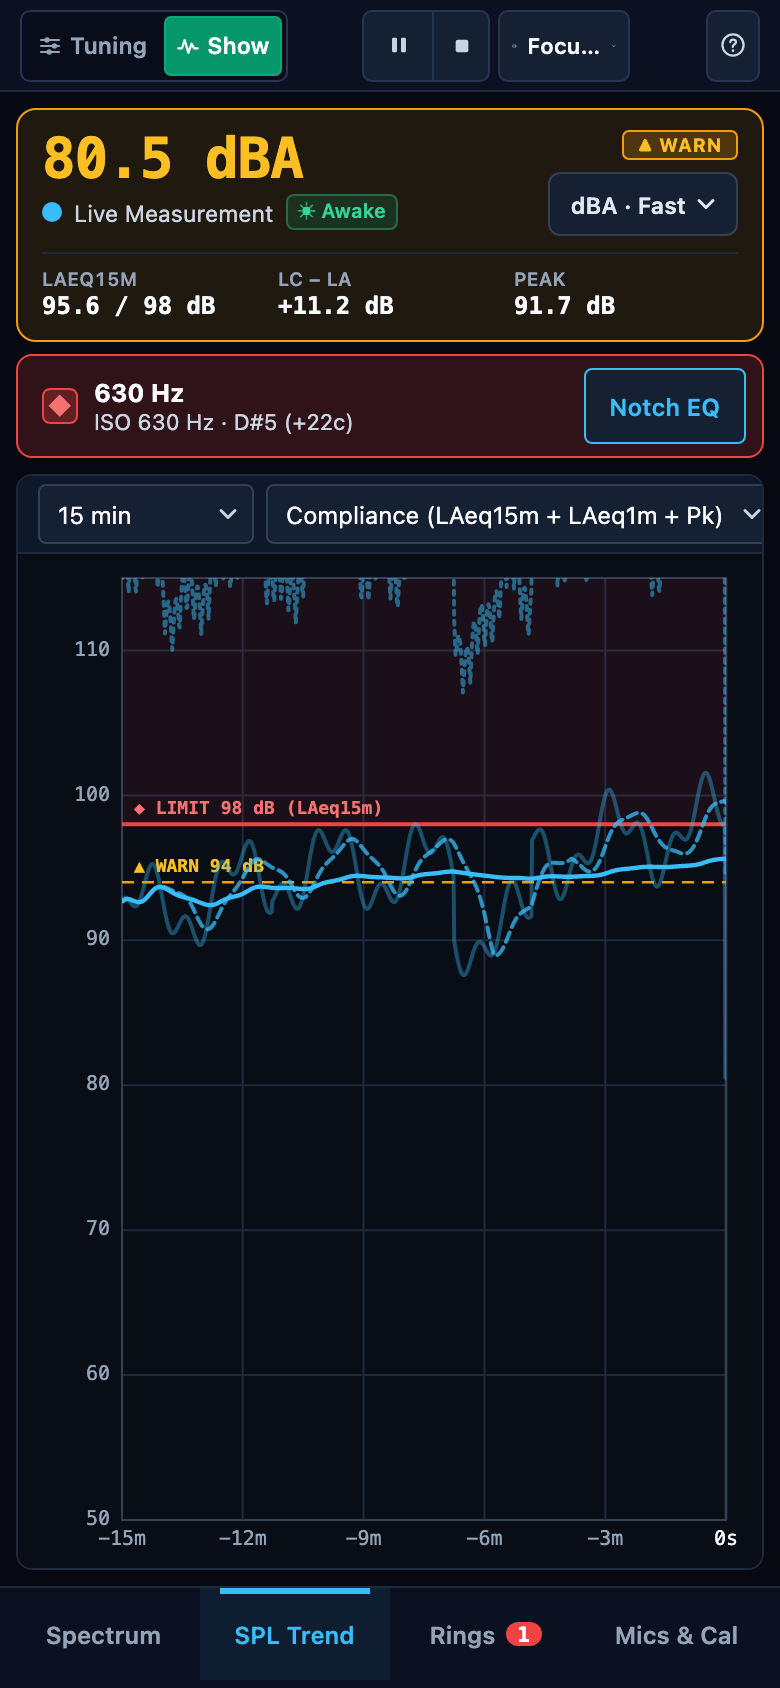 Tuning Show Focu...
80.5 dBA
WARN
Live Measurement Awake
dBA · Fast
LAEQ15M LC – LA PEAK
95.6 / 98 dB +11.2 dB 91.7 dB
630 Hz
ISO 630 Hz · D#5 (+22c)
Notch EQ
15 min Compliance (LAeq15m + LAeq1m + Pk)
110
100
LIMIT 98 dB (LAeq15m)
WARN 94 dB
90
80
70
60
50
−15m −12m −9m −6m −3m 0s
Spectrum SPL Trend Rings 1 Mics & Cal